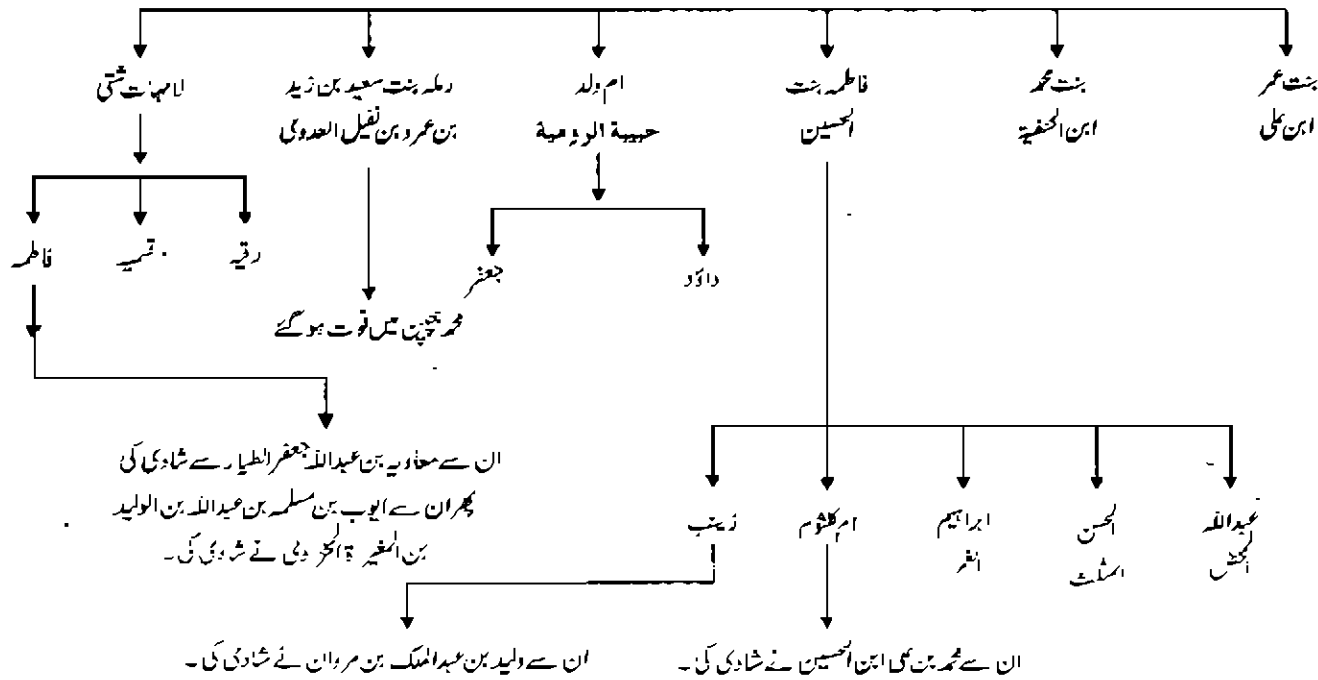 بنت عمر
ابن علی
بنت محمد
ابن الحنفیة
فاطمہ بنت
الحسین
ام ولد
حبیبة الرومیة
رملہ بنت سعید بن زید
بن عمرو بن نفیل العدوی
لامہات شتی
رقیہ
قسیمہ
فاطمہ
داؤد
جعفر
محمد بچپن میں فوت ہو گئے
عبداللہ
المحض
الحسن
المثلث
ابراہیم
الغمر
ام کلثوم
زینب
ان سے معاویہ بن عبداللہ جعفر الطیار سے شادی کی
پھر ان سے ایوب بن مسلمہ بن عبداللہ بن الولید
بن المغیرة المخزومی نے شادی کی۔
ان سے محمد بن علی ابن الحسین نے شادی کی۔
ان سے ولید بن عبدالملک بن مروان نے شادی کی۔